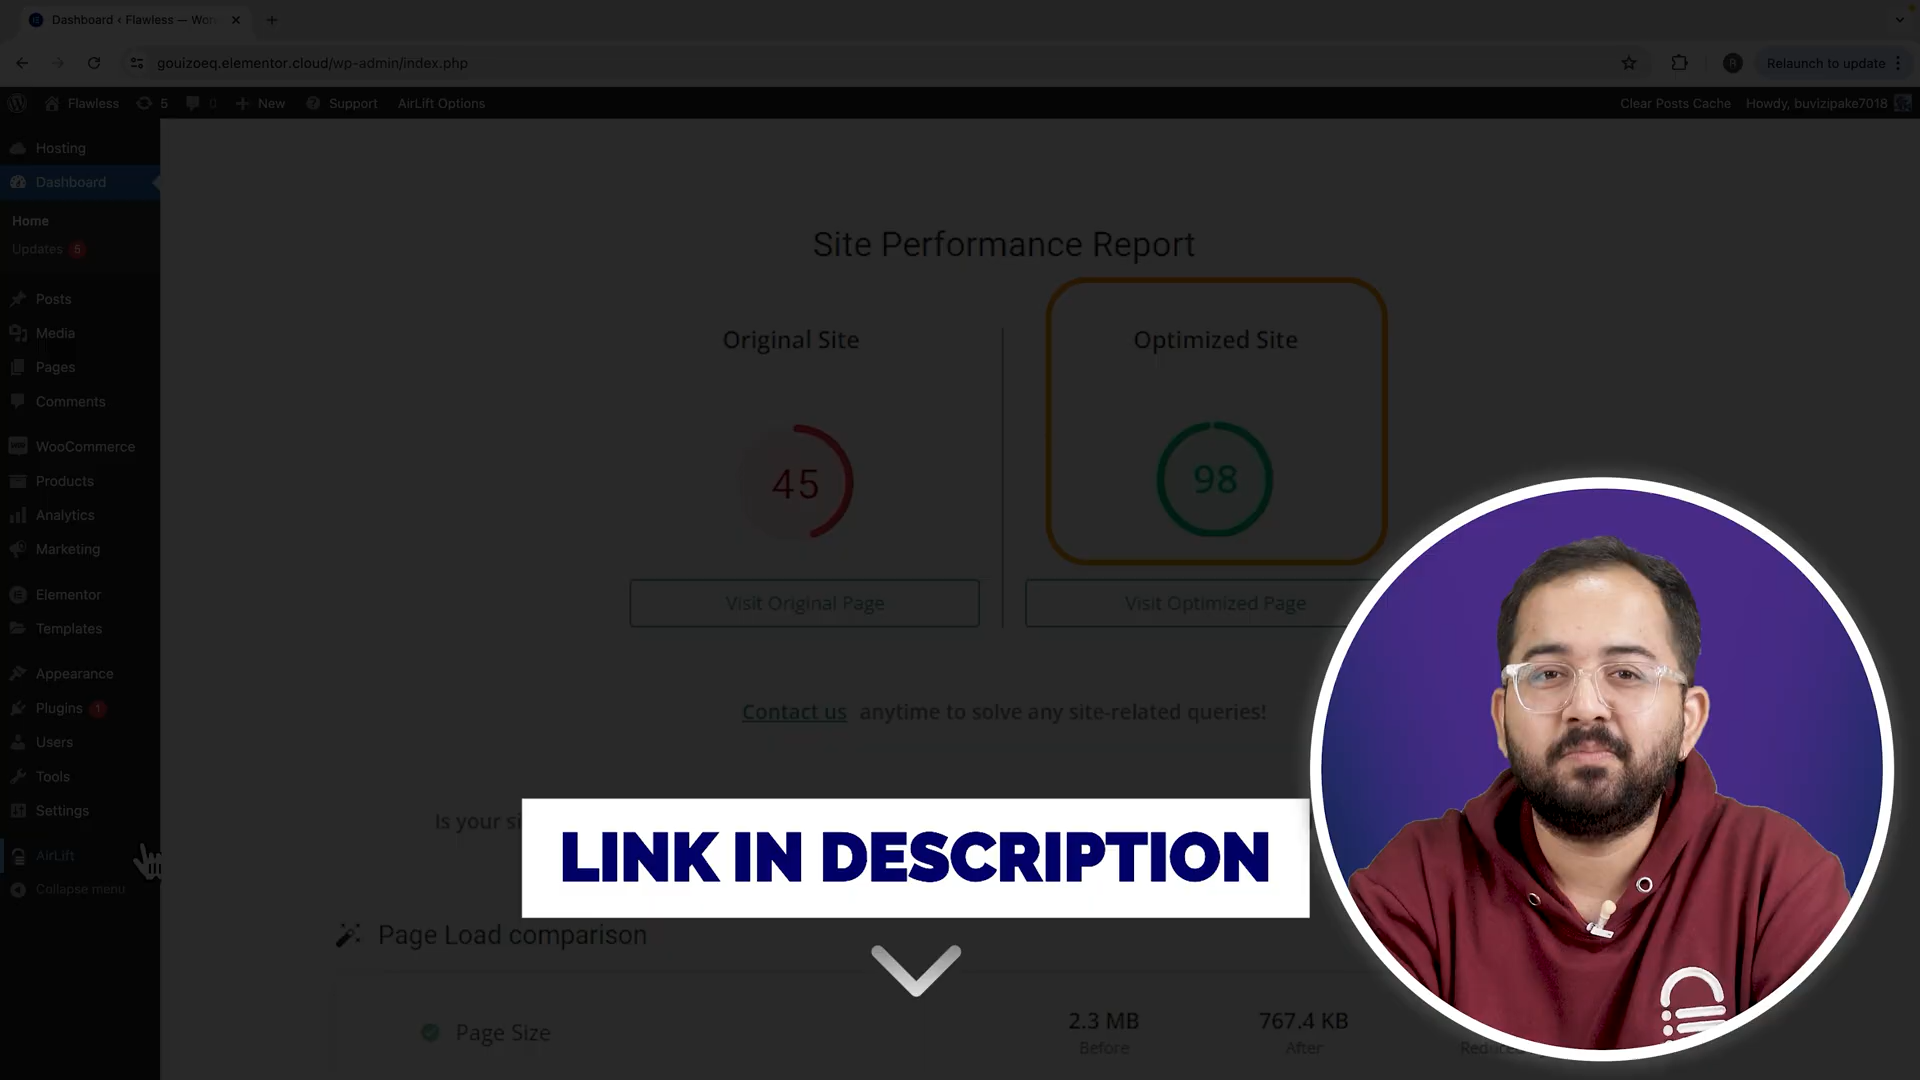 Dashboard ‹ Flawless — Wor
gouizoeq.elementor.cloud/wp-admin/index.php
Relaunch to update
Flawless 5 0 New Support AirLift Options
Clear Posts Cache Howdy, buvizipake7018
Hosting
Dashboard
Home
Updates 5
Posts
Media
Pages
Comments
WooCommerce
Products
Analytics
Marketing
Elementor
Templates
Appearance
Plugins 1
Users
Tools
Settings
AirLift
Collapse menu
Site Performance Report
Original Site
Optimized Site
45
98
Visit Original Page
Visit Optimized Page
Contact us anytime to solve any site-related queries!
Is your
LINK IN DESCRIPTION
Page Load comparison
Page Size
2.3 MB
Before
767.4 KB
After